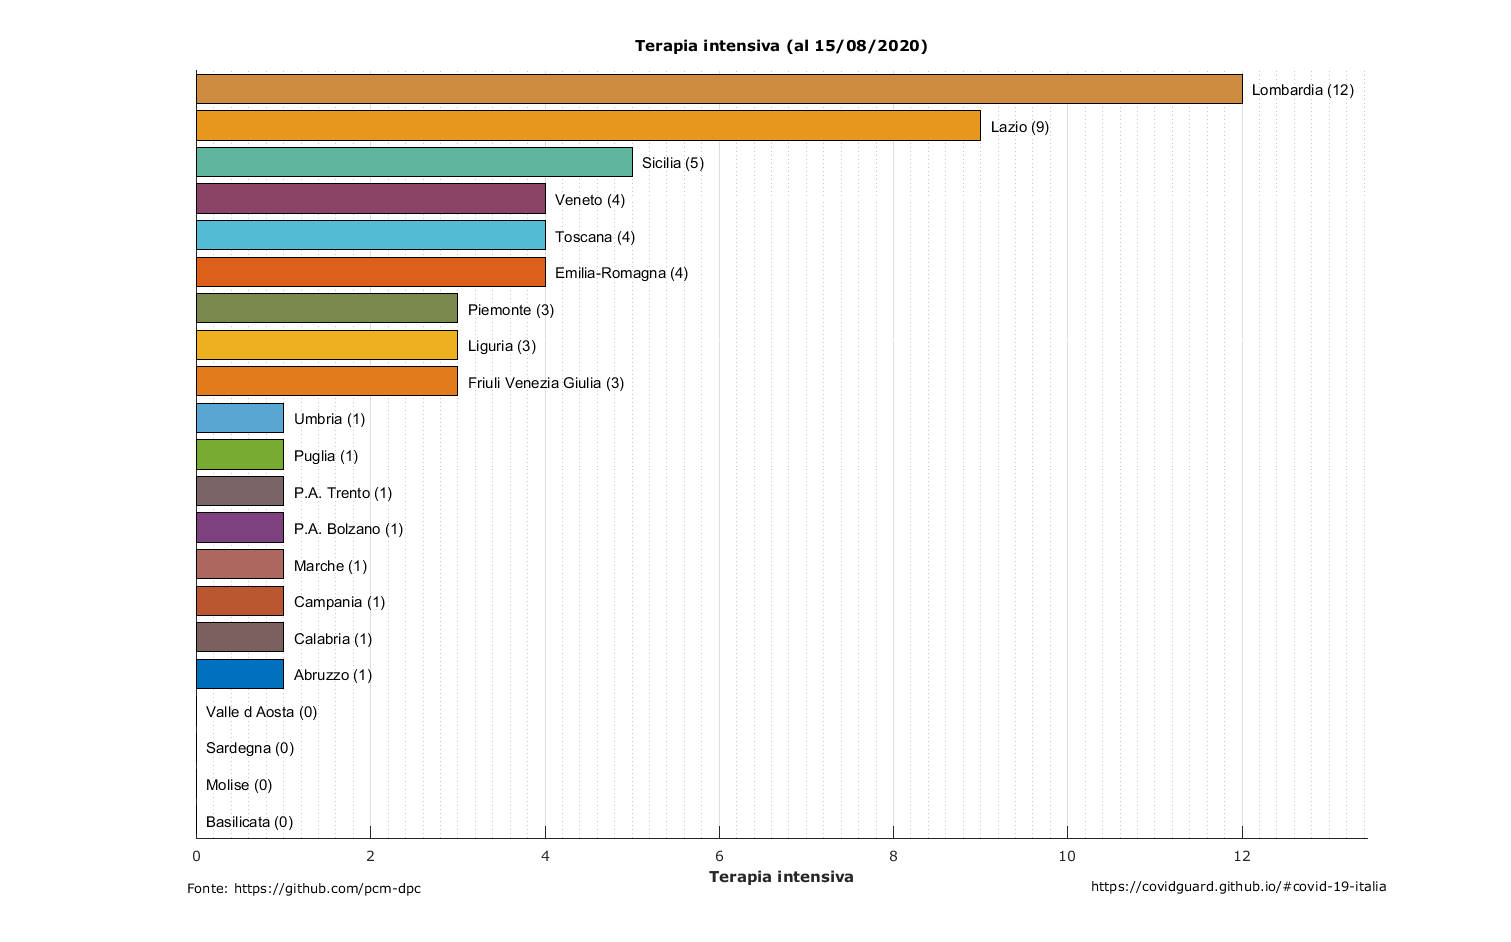 Terapia intensiva (al 15/08/2020)
Lombardia (12)
Lazio (9)
Sicilia (5)
Veneto (4)
Toscana (4)
Emilia-Romagna (4)
Piemonte (3)
Liguria (3)
Friuli Venezia Giulia (3)
Umbria (1)
Puglia (1)
P.A. Trento (1)
P.A. Bolzano (1)
Marche (1)
Campania (1)
Calabria (1)
Abruzzo (1)
Valle d Aosta (0)
Sardegna (0)
Molise (0)
Basilicata (0)
0 2 4 6 8 10 12
Terapia intensiva
Fonte: https://github.com/pcm-dpc
https://covidguard.github.io/#covid-19-italia